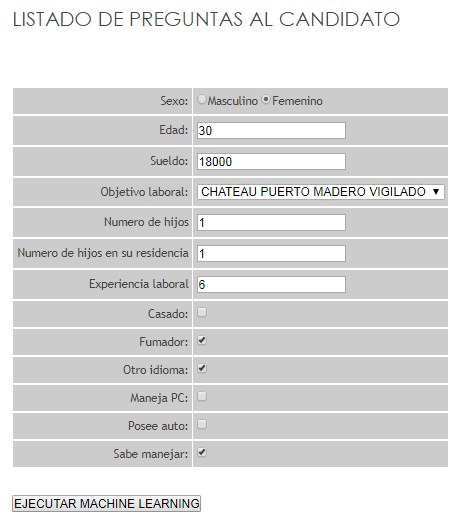 LISTADO DE PREGUNTAS AL CANDIDATO
Sexo: Masculino Femenino
Edad: 30
Sueldo: 18000
Objetivo laboral: CHATEAU PUERTO MADERO VIGILADO
Numero de hijos 1
Numero de hijos en su residencia 1
Experiencia laboral 6
Casado:
Fumador:
Otro idioma:
Maneja PC:
Posee auto:
Sabe manejar:
EJECUTAR MACHINE LEARNING